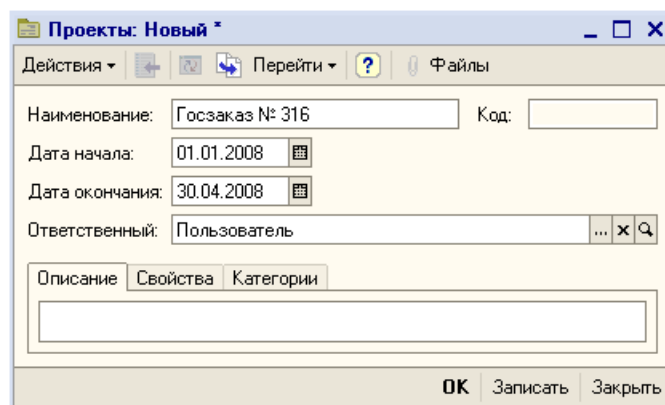 Проекты: Новый *
Действия Перейти ? Файлы
Наименование: Госзаказ № 316 Код:
Дата начала: 01.01.2008
Дата окончания: 30.04.2008
Ответственный: Пользователь ... x
Описание Свойства Категории
OK Записать Закрыть